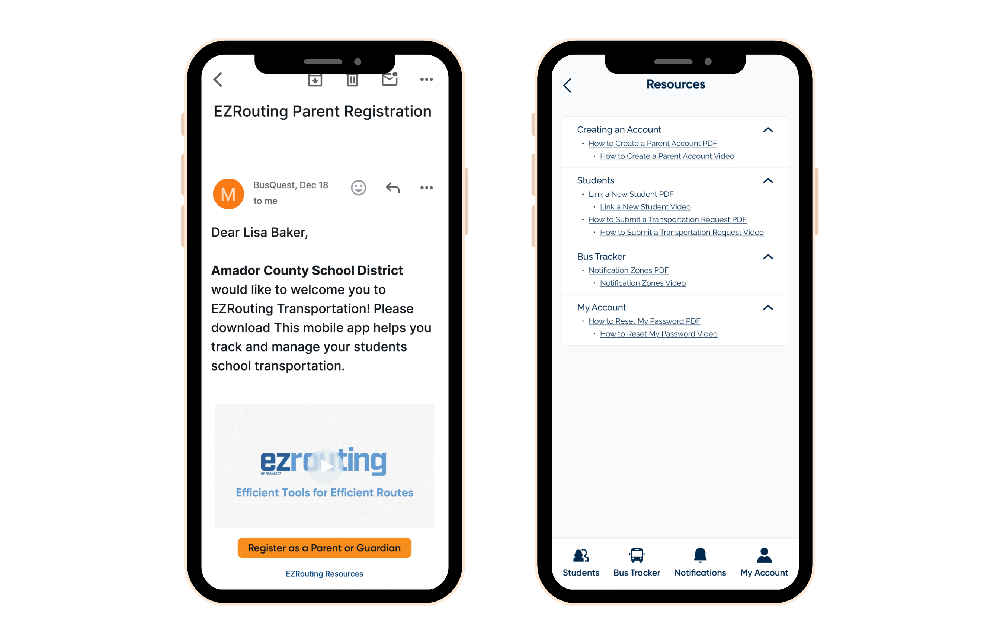 EZRouting Parent Registration
M
BusQuest, Dec 18
to me
Dear Lisa Baker,
Amador County School District
would like to welcome you to
EZRouting Transportation! Please
download This mobile app helps you
track and manage your students
school transportation.
ezrouting
BY TRANSACT
Efficient Tools for Efficient Routes
Register as a Parent or Guardian
EZRouting Resources
Resources
Creating an Account
• How to Create a Parent Account PDF
• How to Create a Parent Account Video
Students
• Link a New Student PDF
• Link a New Student Video
• How to Submit a Transportation Request PDF
• How to Submit a Transportation Request Video
Bus Tracker
• Notification Zones PDF
• Notification Zones Video
My Account
• How to Reset My Password PDF
• How to Reset My Password Video
Students Bus Tracker Notifications My Account